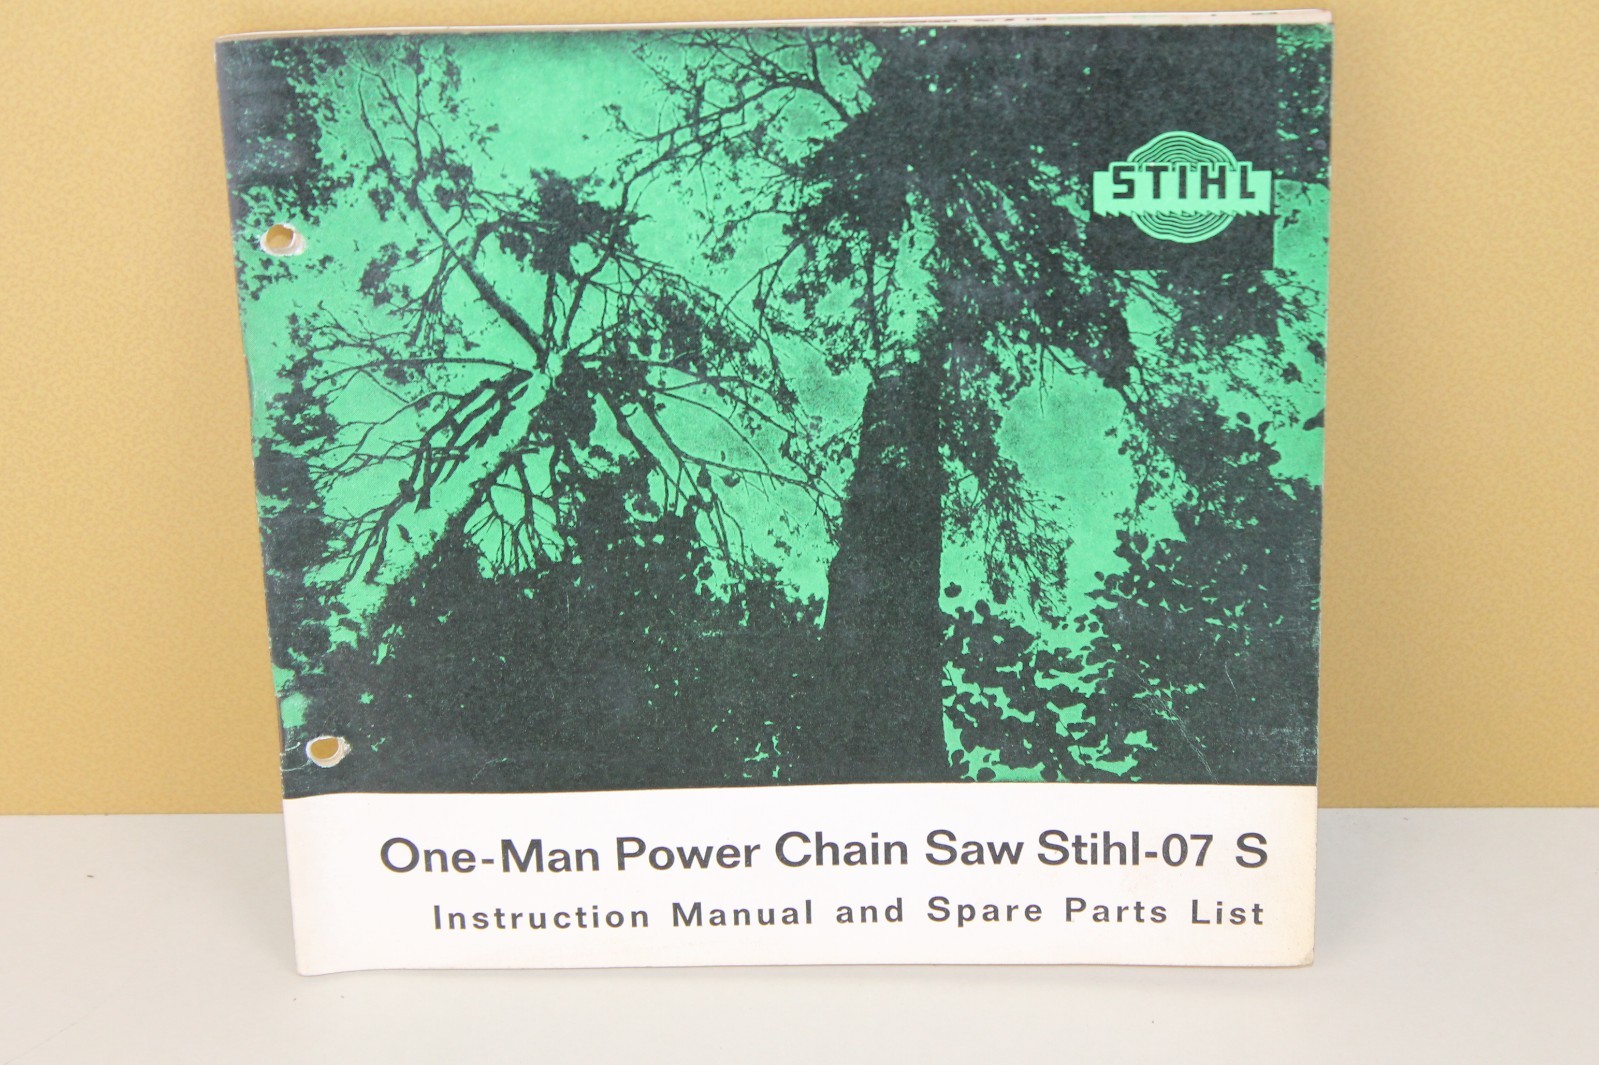 STIHL
One-Man Power Chain Saw Stihl-07 S
Instruction Manual and Spare Parts List